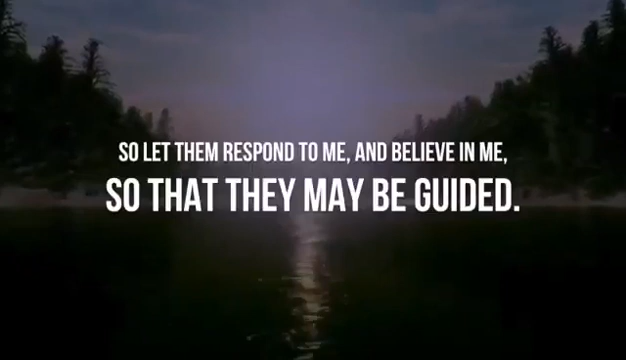 SO LET THEM RESPOND TO ME, AND BELIEVE IN ME,
SO THAT THEY MAY BE GUIDED.